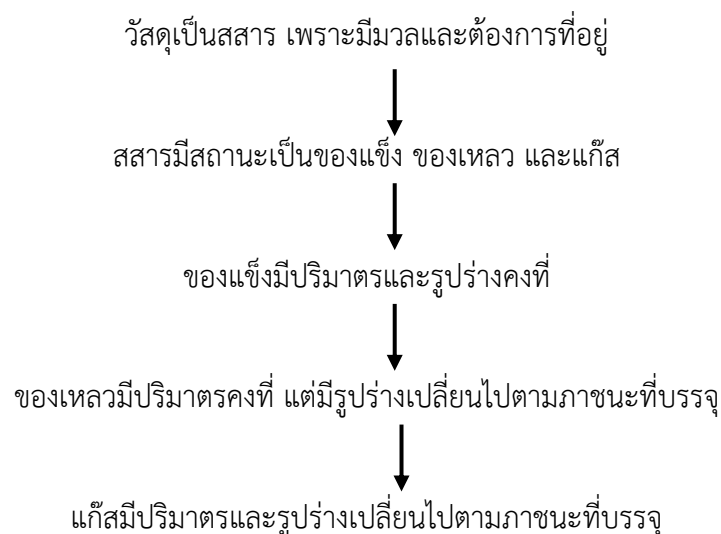 วัสดุเป็นสสาร เพราะมีมวลและต้องการที่อยู่
สสารมีสถานะเป็นของแข็ง ของเหลว และแก๊ส
ของแข็งมีปริมาตรและรูปร่างคงที่
ของเหลวมีปริมาตรคงที่ แต่มีรูปร่างเปลี่ยนไปตามภาชนะที่บรรจุ
แก๊สมีปริมาตรและรูปร่างเปลี่ยนไปตามภาชนะที่บรรจุ